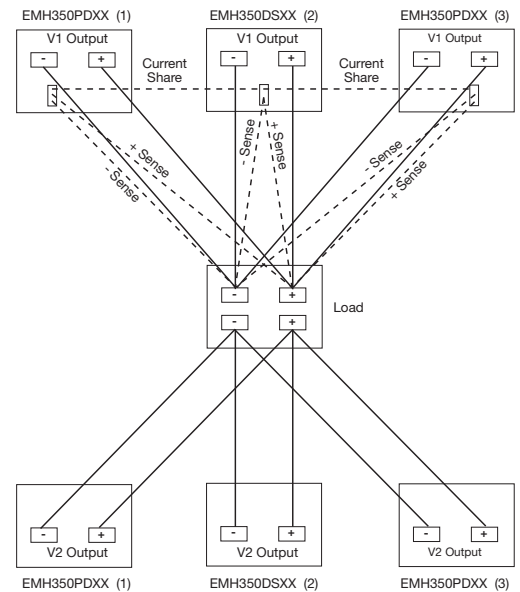 EMH350PDXX (1)
EMH350DSXX (2)
EMH350PDXX (3)
V1 Output
V1 Output
V1 Output
- +
- +
- +
Current
Share
Current
Share
- Sense
+ Sense
- Sense
+ Sense
- Sense
+ Sense
- +
Load
- +
- +
- +
- +
V2 Output
V2 Output
V2 Output
EMH350PDXX (1)
EMH350DSXX (2)
EMH350PDXX (3)